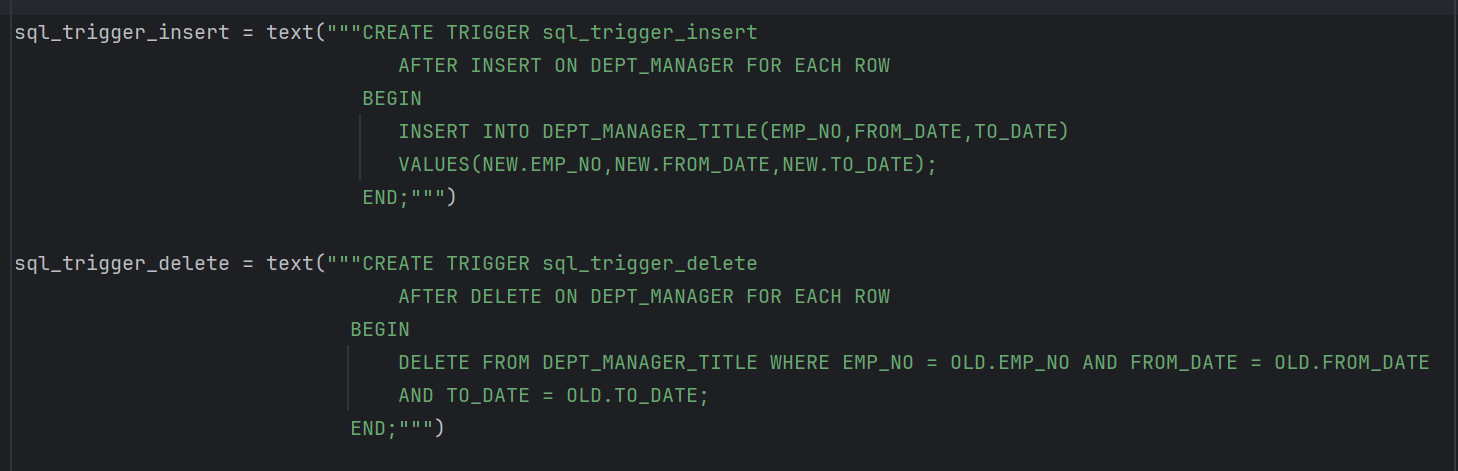 sql_trigger_insert = text("""CREATE TRIGGER sql_trigger_insert
AFTER INSERT ON DEPT_MANAGER FOR EACH ROW
BEGIN
INSERT INTO DEPT_MANAGER_TITLE(EMP_NO,FROM_DATE,TO_DATE)
VALUES(NEW.EMP_NO,NEW.FROM_DATE,NEW.TO_DATE);
END;""")
sql_trigger_delete = text("""CREATE TRIGGER sql_trigger_delete
AFTER DELETE ON DEPT_MANAGER FOR EACH ROW
BEGIN
DELETE FROM DEPT_MANAGER_TITLE WHERE EMP_NO = OLD.EMP_NO AND FROM_DATE = OLD.FROM_DATE
AND TO_DATE = OLD.TO_DATE;
END;""")